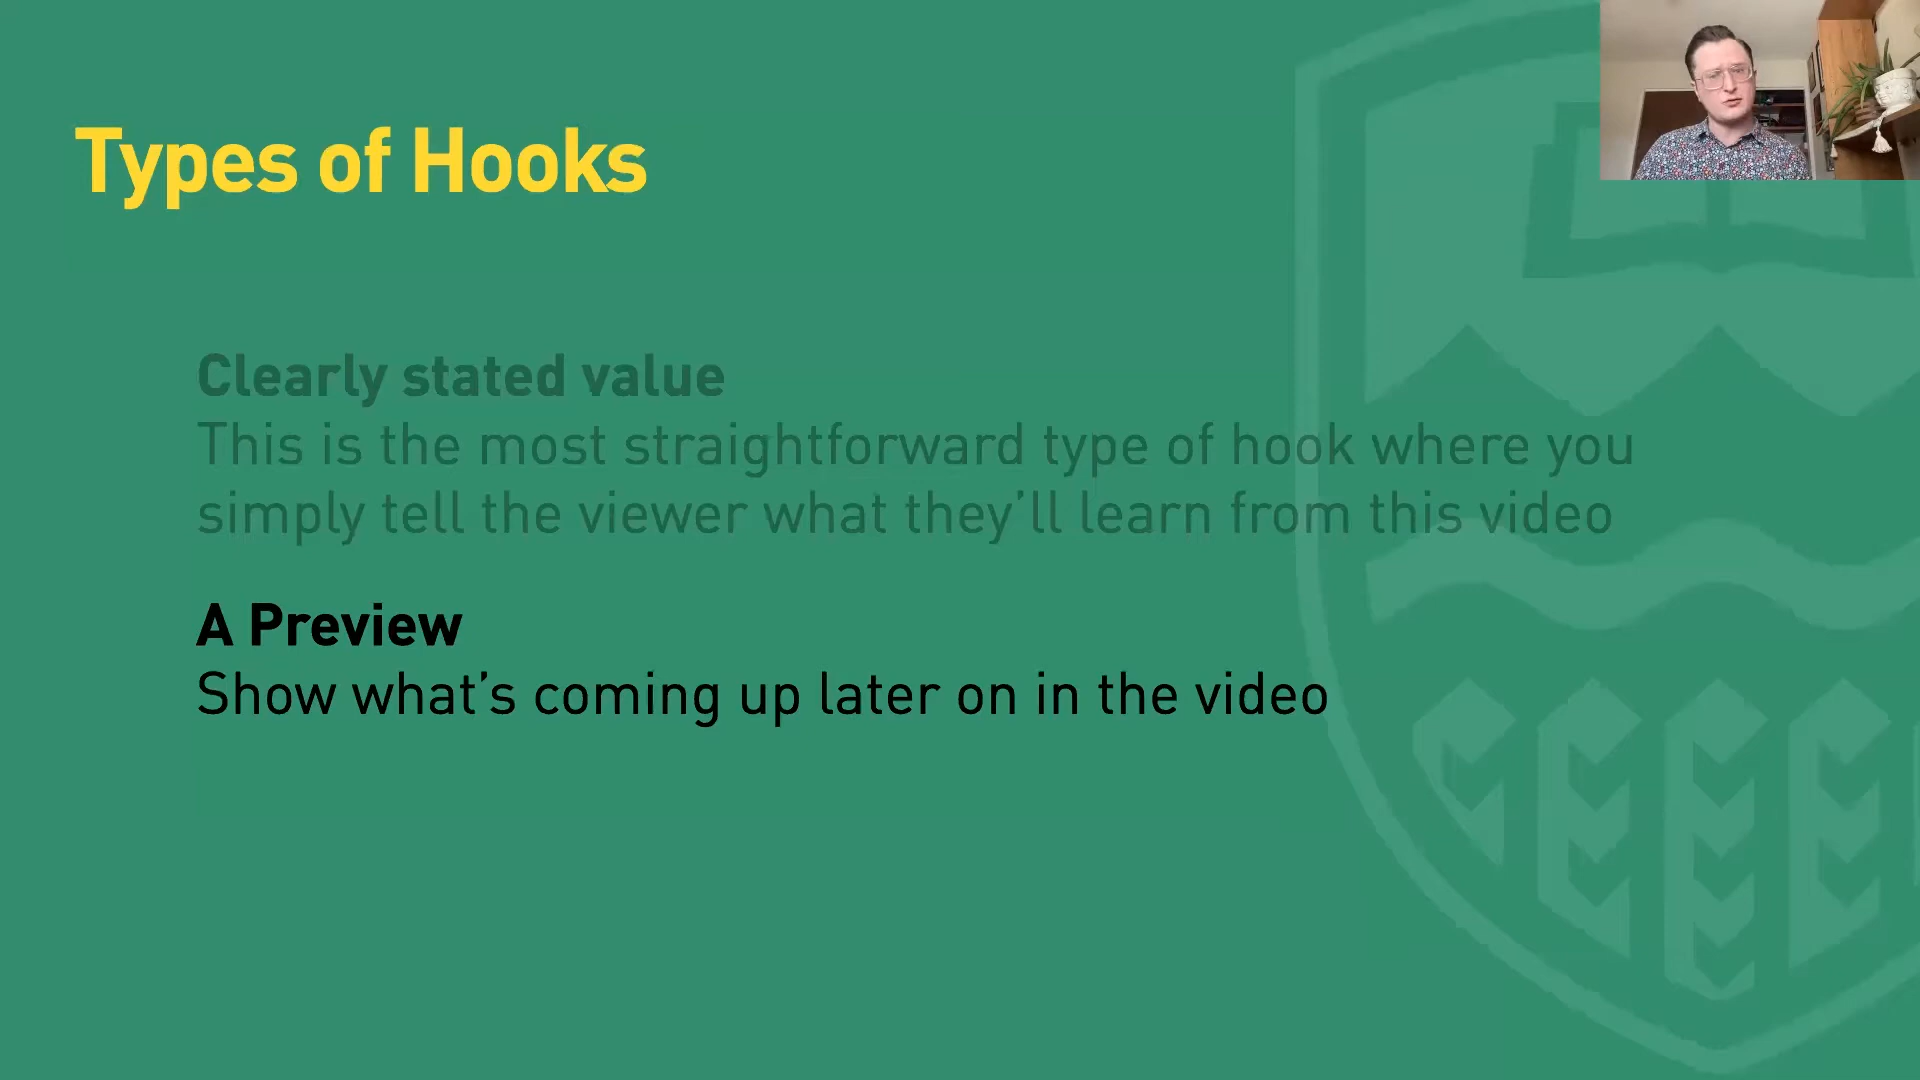 Types of Hooks
Clearly stated value
This is the most straightforward type of hook where you
simply tell the viewer what they’ll learn from this video
A Preview
Show what’s coming up later on in the video